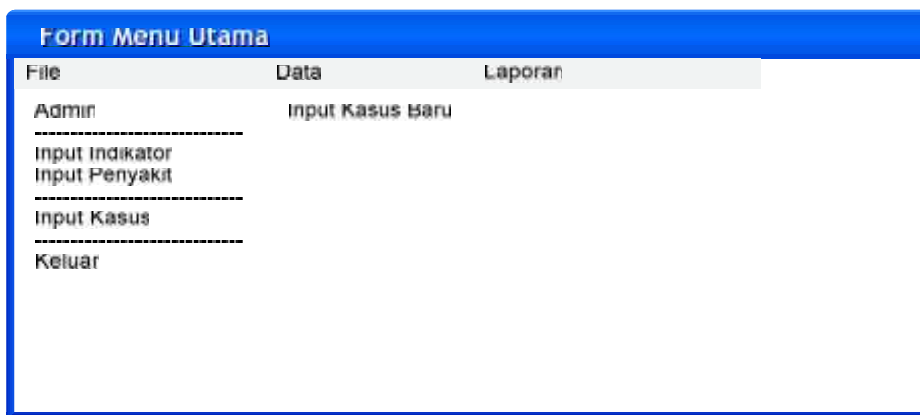 Form Menu Utama
File Data Laporan
Admin Input Kasus Baru
----------------------------
Input Indikator
Input Penyakit
----------------------------
Input Kasus
----------------------------
Keluar